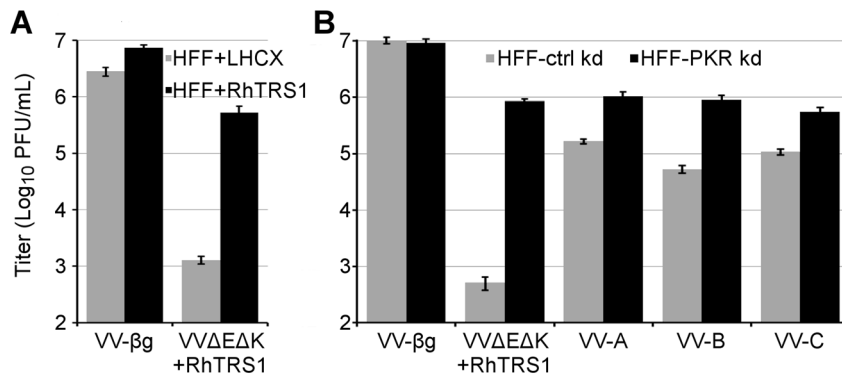 A
B
Titer (Log10 PFU/mL)
7
6
5
4
3
2
HFF+LHCX
HFF+RhTRS1
VV-βg
VVΔEΔK
+RhTRS1
7
6
5
4
3
2
HFF-ctrl kd
HFF-PKR kd
VV-βg
VVΔEΔK
+RhTRS1
VV-A
VV-B
VV-C